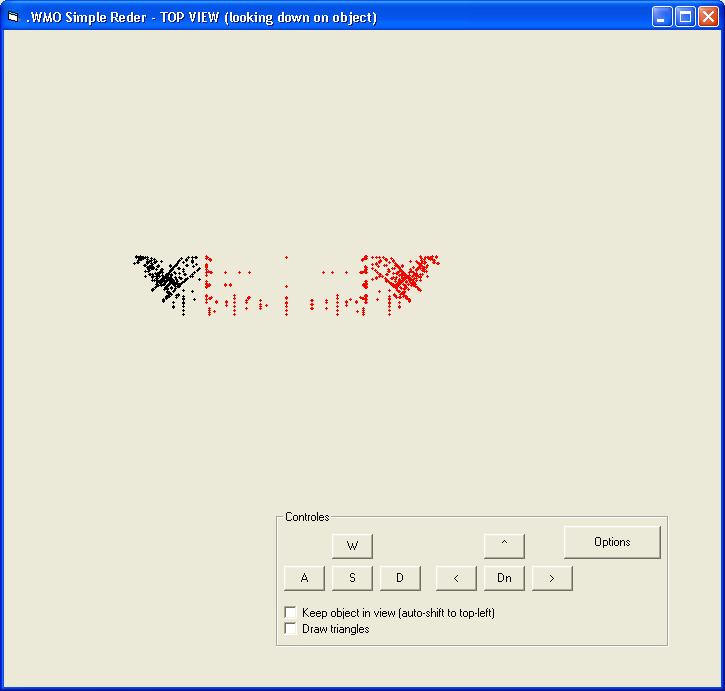 .WMO Simple Reder - TOP VIEW (looking down on object)
Controles
W ^ Options
A S D < Dn >
Keep object in view (auto-shift to top-left)
Draw triangles